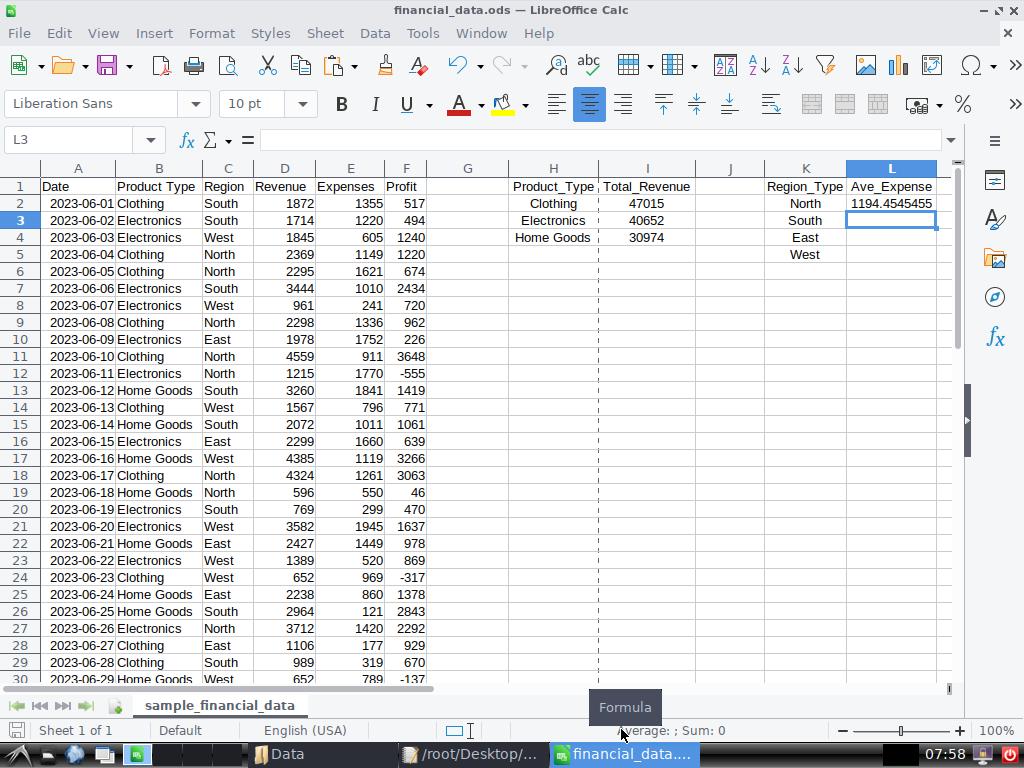 financial_data.ods — LibreOffice Calc
File Edit View Insert Format Styles Sheet Data Tools Window Help
Liberation Sans 10 pt
L3
A B C D E F G H I J K L
1 Date Product Type Region Revenue Expenses Profit Product_Type Total_Revenue Region_Type Ave_Expense
2 2023-06-01 Clothing South 1872 1355 517 Clothing 47015 North 1194.4545455
3 2023-06-02 Electronics South 1714 1220 494 Electronics 40652 South
4 2023-06-03 Electronics West 1845 605 1240 Home Goods 30974 East
5 2023-06-04 Clothing North 2369 1149 1220 West
6 2023-06-05 Clothing North 2295 1621 674
7 2023-06-06 Electronics South 3444 1010 2434
8 2023-06-07 Electronics West 961 241 720
9 2023-06-08 Clothing North 2298 1336 962
10 2023-06-09 Electronics East 1978 1752 226
11 2023-06-10 Clothing North 4559 911 3648
12 2023-06-11 Electronics North 1215 1770 -555
13 2023-06-12 Home Goods South 3260 1841 1419
14 2023-06-13 Clothing West 1567 796 771
15 2023-06-14 Home Goods South 2072 1011 1061
16 2023-06-15 Electronics East 2299 1660 639
17 2023-06-16 Home Goods West 4385 1119 3266
18 2023-06-17 Clothing North 4324 1261 3063
19 2023-06-18 Home Goods North 596 550 46
20 2023-06-19 Electronics South 769 299 470
21 2023-06-20 Electronics West 3582 1945 1637
22 2023-06-21 Home Goods East 2427 1449 978
23 2023-06-22 Electronics West 1389 520 869
24 2023-06-23 Clothing West 652 969 -317
25 2023-06-24 Home Goods East 2238 860 1378
26 2023-06-25 Home Goods South 2964 121 2843
27 2023-06-26 Electronics North 3712 1420 2292
28 2023-06-27 Clothing East 1106 177 929
29 2023-06-28 Clothing South 989 319 670
30 2023-06-29 Home Goods West 652 789 -137
sample_financial_data Formula
Sheet 1 of 1 Default English (USA) Average: ; Sum: 0 100%
Data /root/Desktop/... financial_data.... 07:58